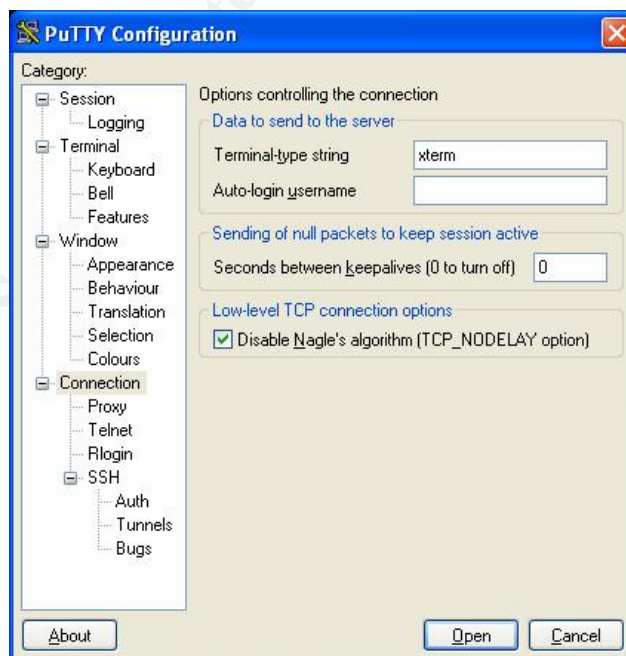 PuTTY Configuration
Category:
Session
Logging
Terminal
Keyboard
Bell
Features
Window
Appearance
Behaviour
Translation
Selection
Colours
Connection
Proxy
Telnet
Rlogin
SSH
Auth
Tunnels
Bugs
Options controlling the connection
Data to send to the server
Terminal-type string xterm
Auto-login username
Sending of null packets to keep session active
Seconds between keepalives (0 to turn off) 0
Low-level TCP connection options
Disable Nagle's algorithm (TCP_NODELAY option)
About
Open
Cancel